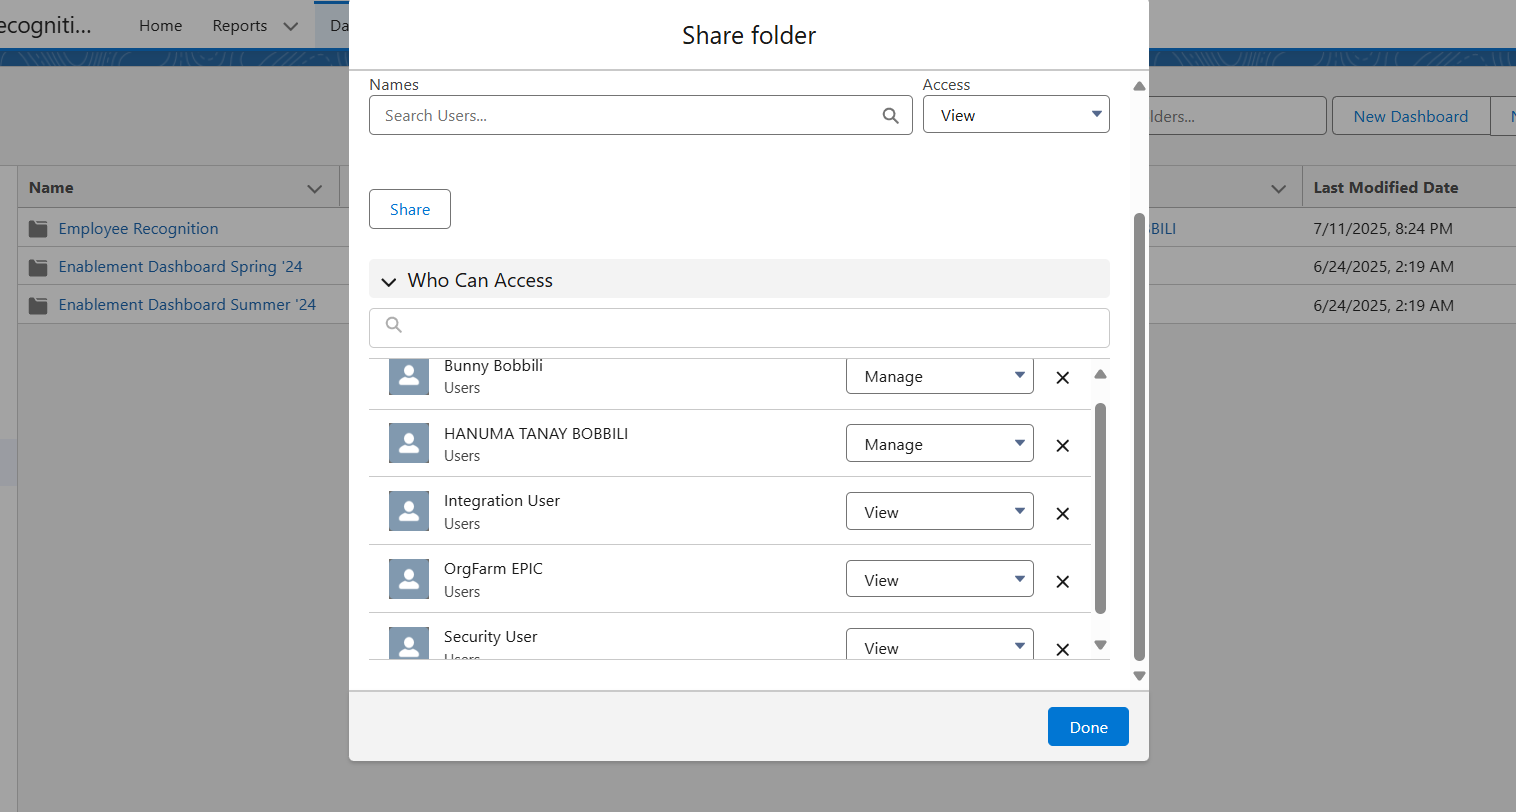 ecogniti...
Home
Reports
Da
Share folder
Names
Access
Search Users...
View
lders...
New Dashboard
Share
Name
Last Modified Date
Employee Recognition
BBILI
7/11/2025, 8:24 PM
Enablement Dashboard Spring '24
6/24/2025, 2:19 AM
Enablement Dashboard Summer '24
6/24/2025, 2:19 AM
Who Can Access
Bunny Bobbili
Users
Manage
HANUMA TANAY BOBBILI
Users
Manage
Integration User
Users
View
OrgFarm EPIC
Users
View
Security User
Users
View
Done